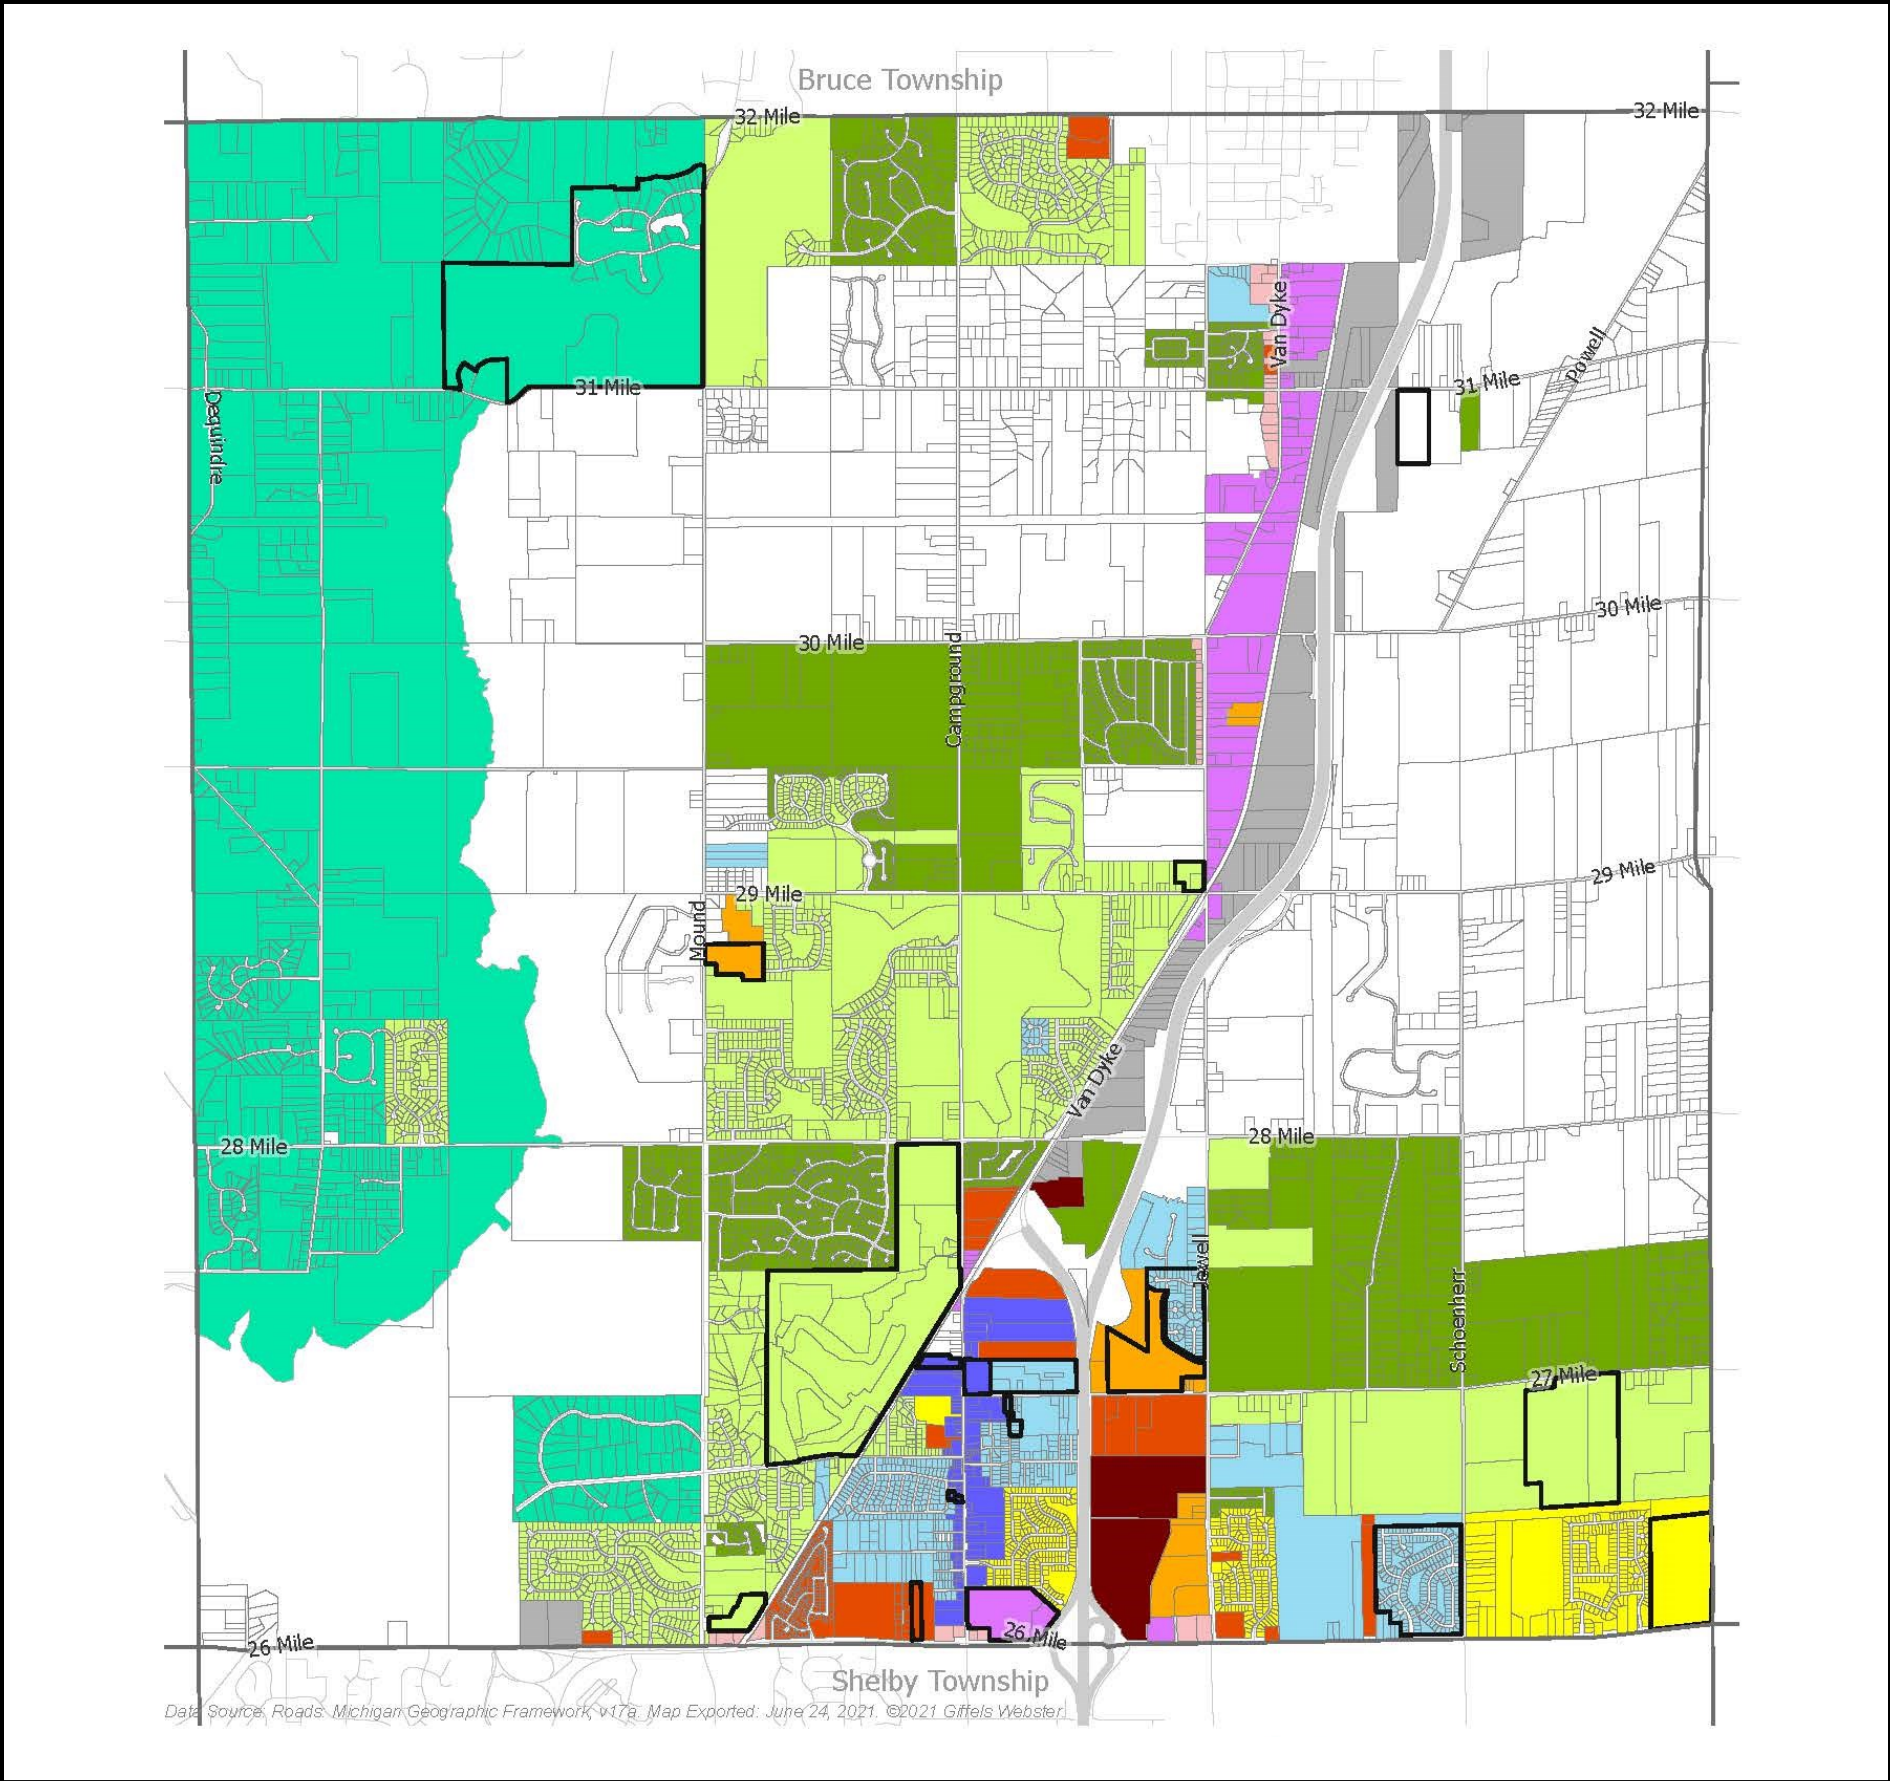 Bruce Township
32 Mile
32 Mile
Van Dyke
Powell
31 Mile
31 Mile
Dequindre
30 Mile
30 Mile
Campground
29 Mile
29 Mile
Mound
Van Dyke
28 Mile
28 Mile
Jewell
Schoenherr
27 Mile
26 Mile
26 Mile
Shelby Township
Data Source: Roads: Michigan Geographic Framework, v17a. Map Exported: June 24, 2021. ©2021 Giffels Webster.